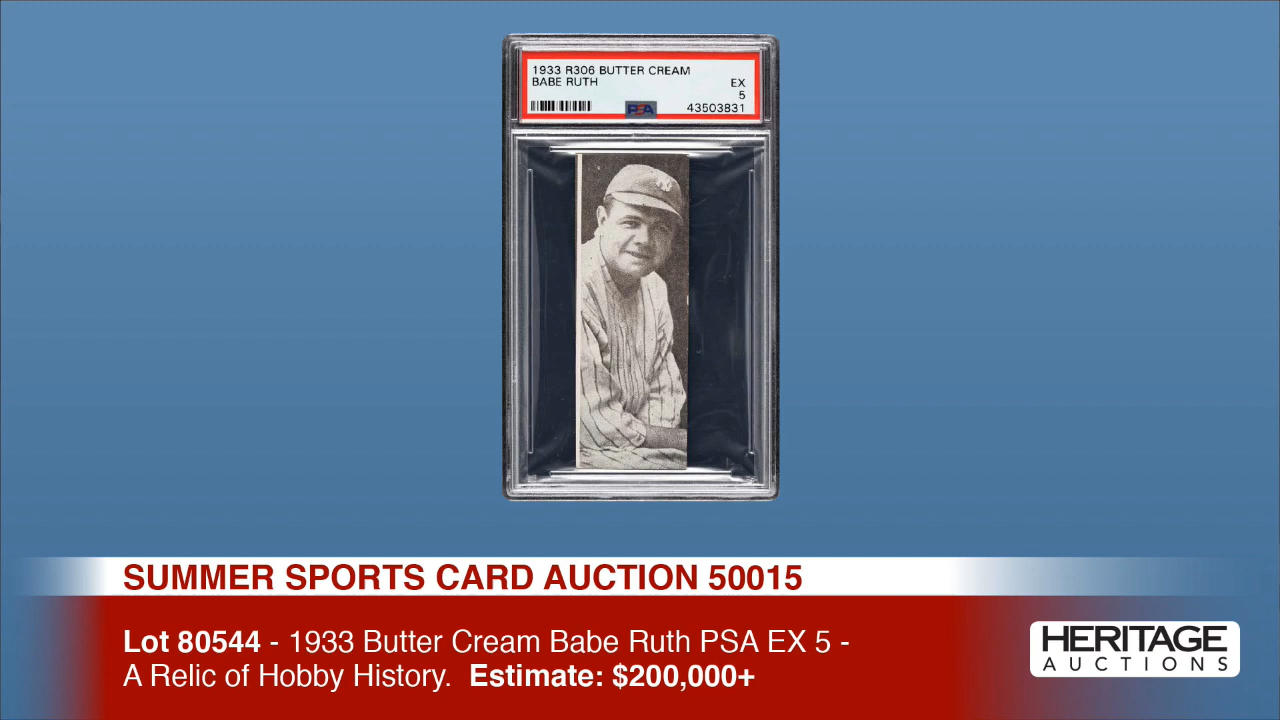 1933 R306 BUTTER CREAM
BABE RUTH EX
5
PSA 43503831
SUMMER SPORTS CARD AUCTION 50015
Lot 80544 - 1933 Butter Cream Babe Ruth PSA EX 5 -
A Relic of Hobby History. Estimate: $200,000+
HERITAGE
AUCTIONS